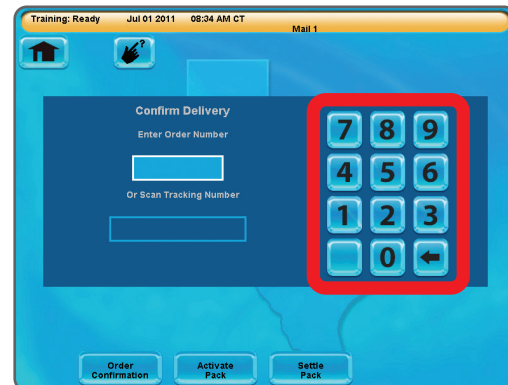 Training: Ready Jul 01 2011 08:34 AM CT
Mail 1
?
Confirm Delivery
Enter Order Number
Or Scan Tracking Number
7 8 9
4 5 6
1 2 3
0
Order Confirmation
Activate Pack
Settle Pack